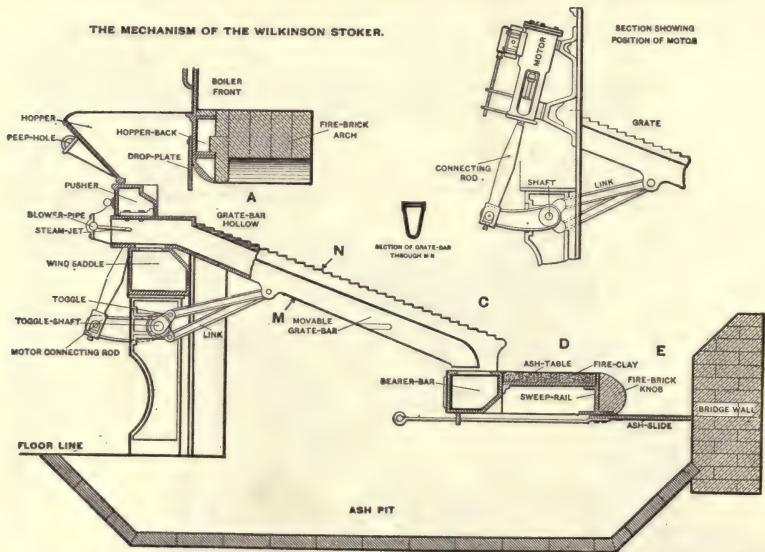 THE MECHANISM OF THE WILKINSON STOKER.
SECTION SHOWING
POSITION OF MOTOR
MOTOR
BOILER
FRONT
HOPPER
PEEP-HOLE
HOPPER-BACK
FIRE-BRICK
ARCH
DROP-PLATE
GRATE
CONNECTING
ROD
SHAFT
LINK
PUSHER
A
BLOWER-PIPE
STEAM-JET
GRATE-BAR
HOLLOW
SECTION OF GRATE-BAR
THROUGH M N
WIND SADDLE
N
TOGGLE
M
C
MOVABLE
GRATE-BAR
TOGGLE-SHAFT
LINK
MOTOR CONNECTING ROD
D
E
ASH-TABLE
FIRE-CLAY
BEARER-BAR
SWEEP-RAIL
FIRE-BRICK
KNOB
BRIDGE WALL
ASH-SLIDE
FLOOR LINE
ASH PIT